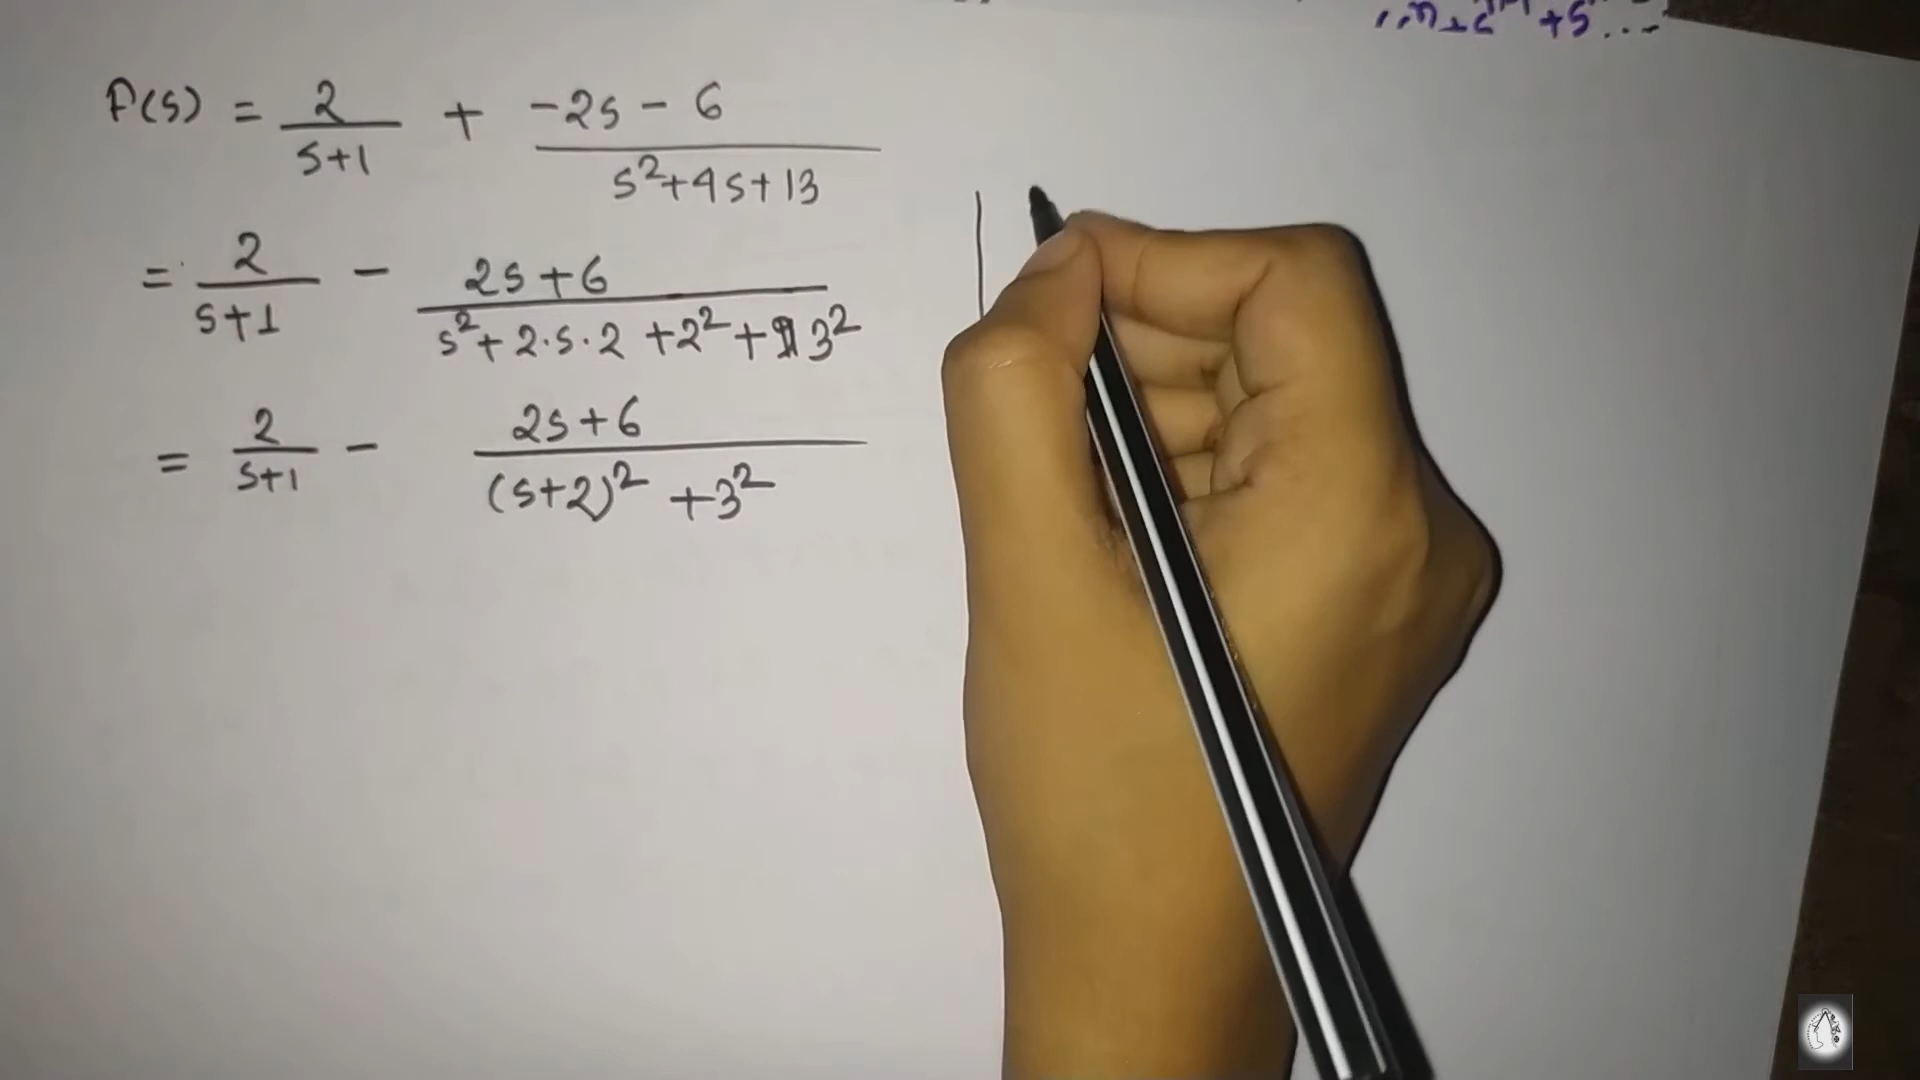 +s ...
F(s) = 2/(s+1) + (-2s - 6)/(s²+4s+13)
= 2/(s+1) - (2s+6)/(s²+2·s·2+2²+3²)
= 2/(s+1) - (2s+6)/((s+2)²+3²)